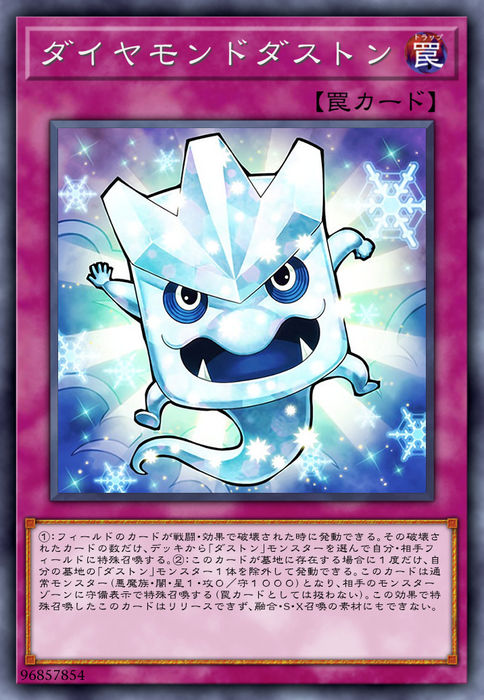 ダイヤモンドダストン
トラップ
罠
【罠カード】
①:フィールドのカードが戦闘・効果で破壊された時に発動できる。その破壊さ
れたカードの数だけ、デッキから「ダストン」モンスターを選んで自分・相手フ
ィールドに特殊召喚する。②:このカードが墓地に存在する場合に1度だけ、自
分の墓地の「ダストン」モンスター1体を除外して発動できる。このカードは通
常モンスター(悪魔族・闇・星1・攻0/守1000)となり、相手のモンスター
ゾーンに守備表示で特殊召喚する(罠カードとしては扱わない)。この効果で特
殊召喚したこのカードはリリースできず、融合・S・X召喚の素材にもできない。
96857854